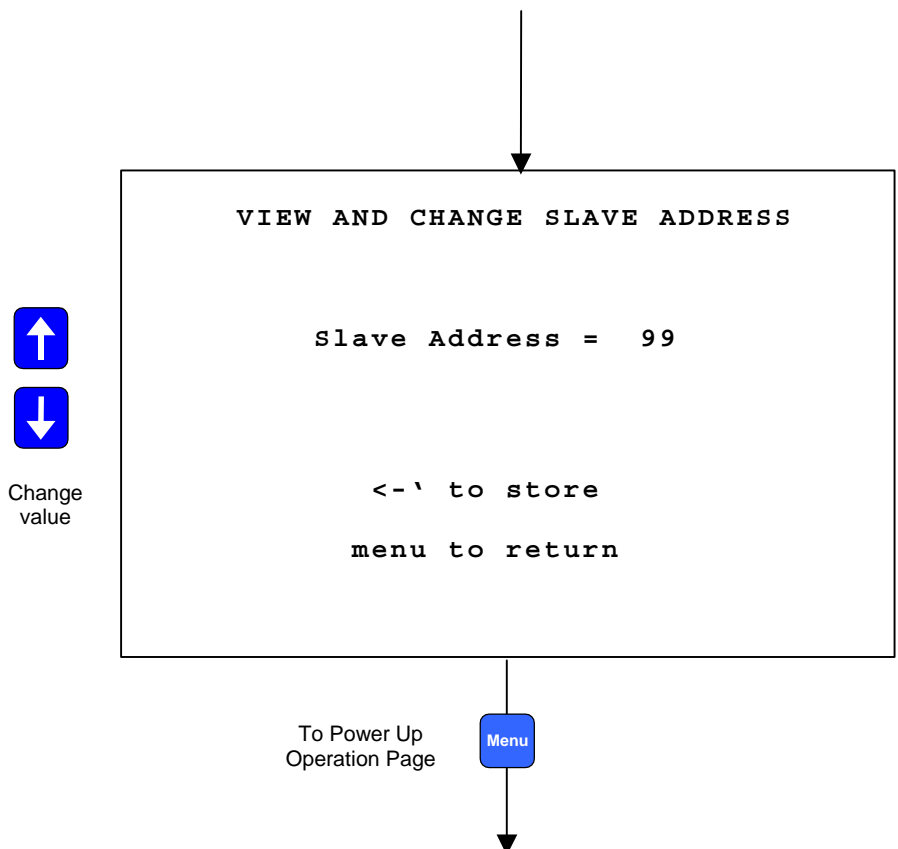 VIEW AND CHANGE SLAVE ADDRESS
Slave Address = 99
Change
value
<-‵ to store
menu to return
To Power Up
Operation Page
Menu